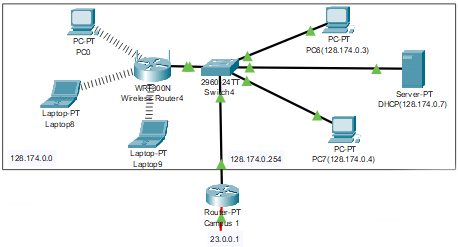 PC-PT
PC0
PC-PT
PC6(128.174.0.3)
WRT300N
Wireless Router4
2960-24TT
Switch4
Server-PT
DHCP(128.174.0.7)
Laptop-PT
Laptop8
Laptop-PT
Laptop9
PC-PT
PC7(128.174.0.4)
128.174.0.0
128.174.0.254
Router-PT
Campus 1
23.0.0.1